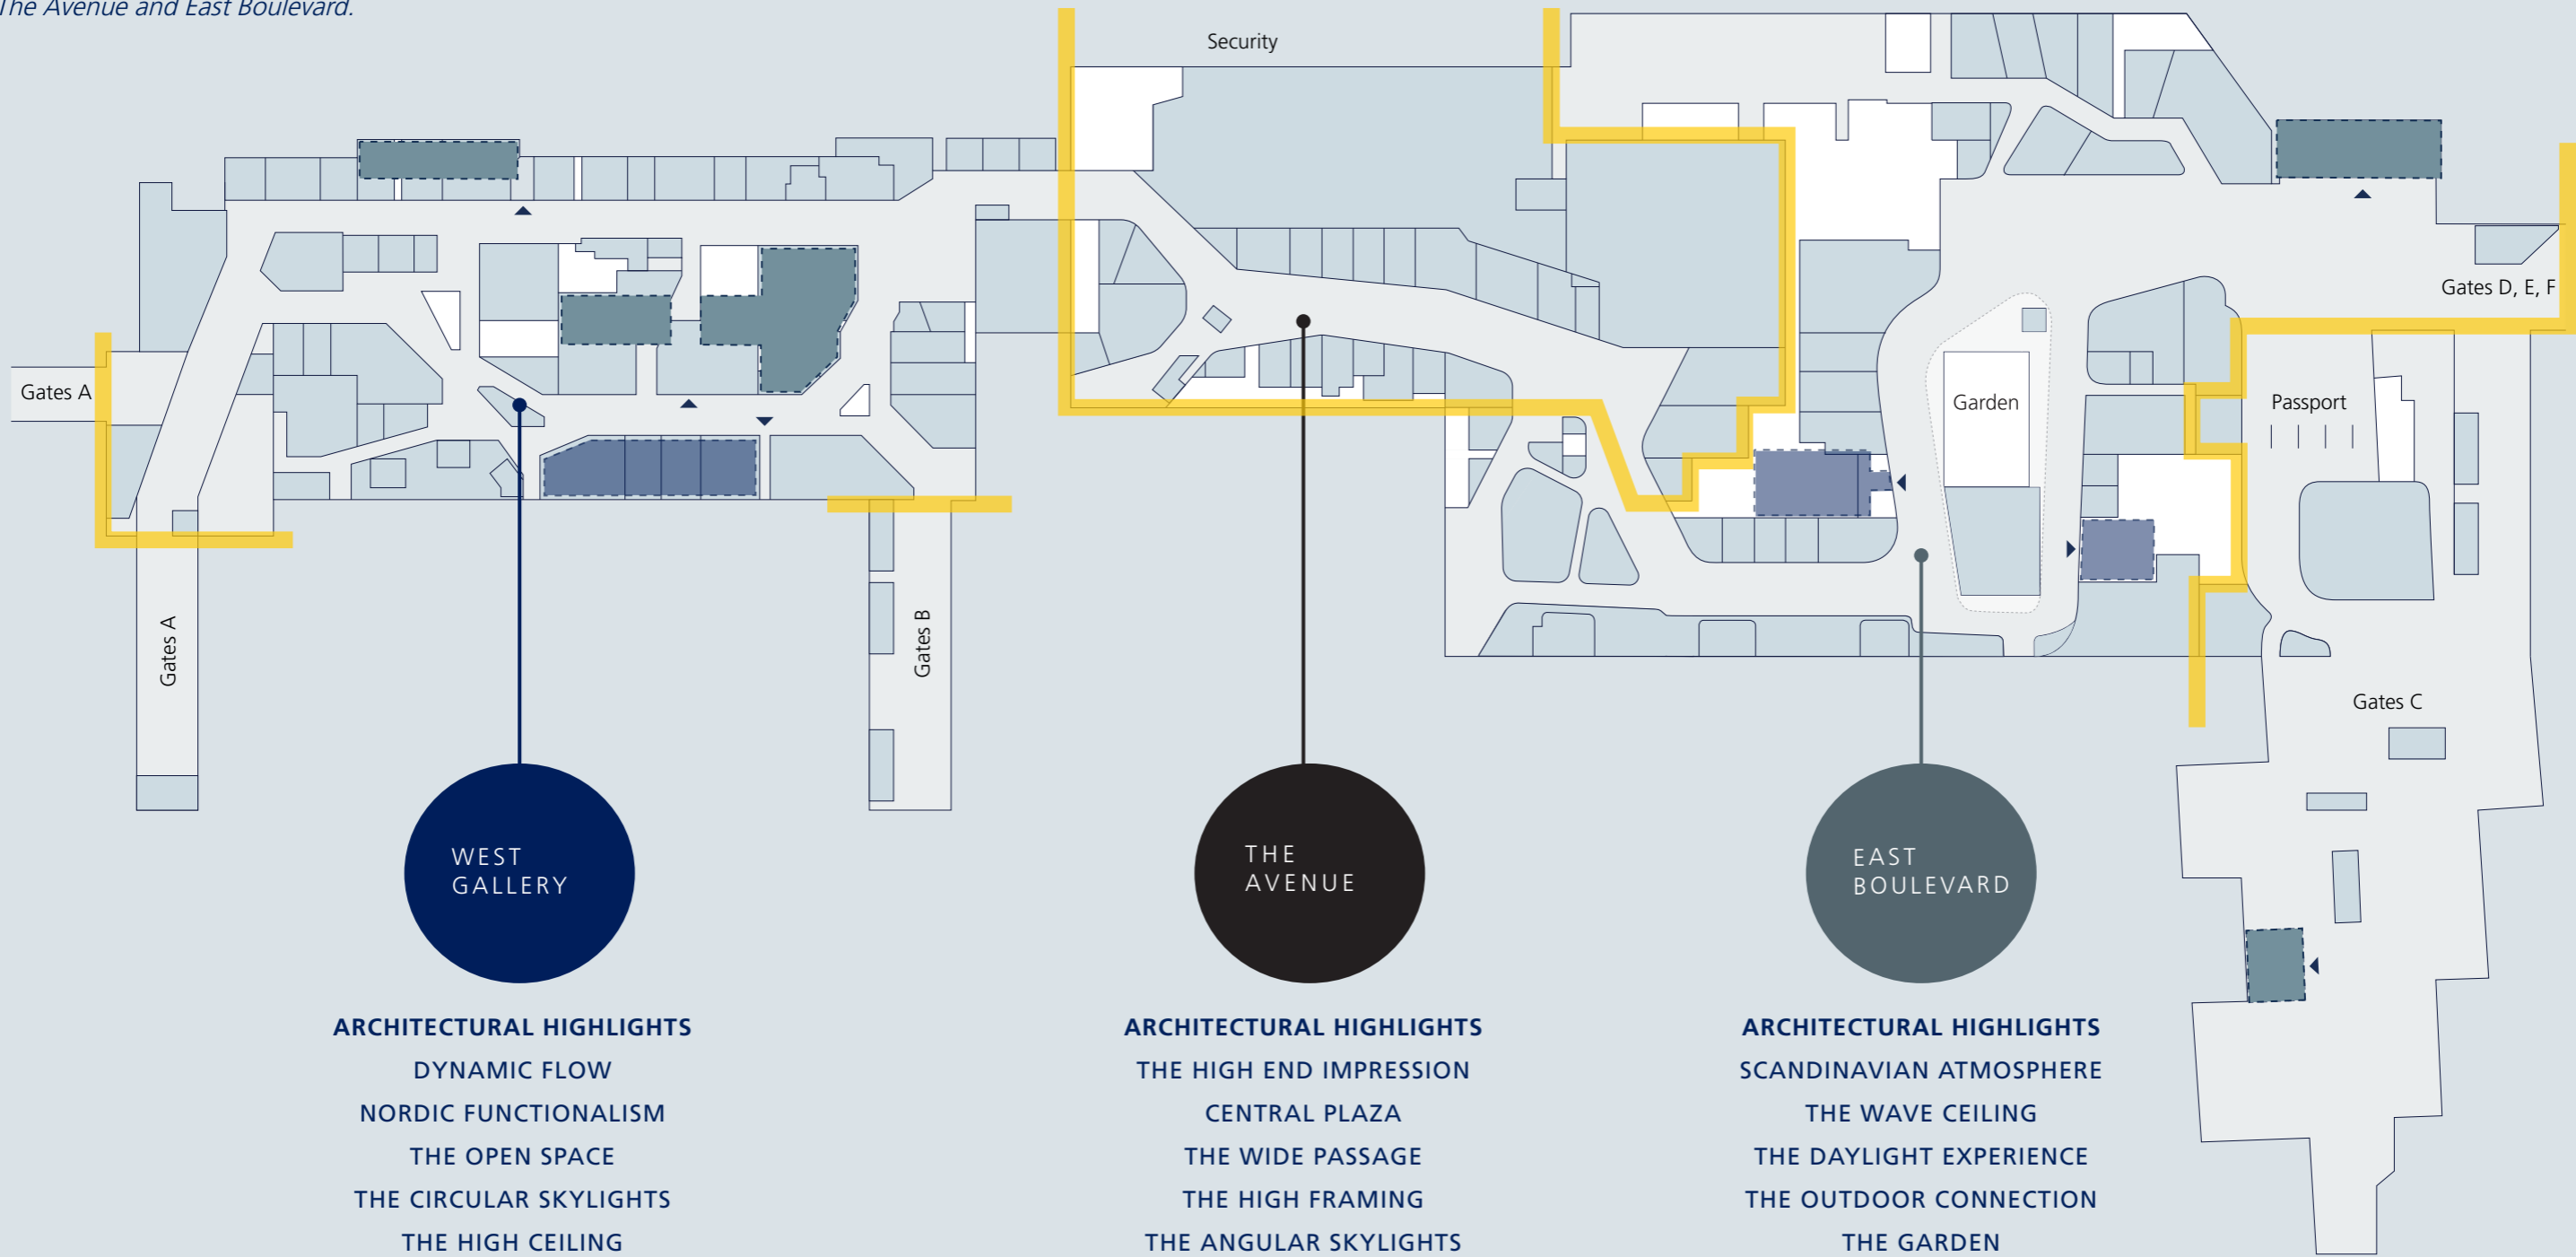 The Avenue and East Boulevard.
Security
Gates D, E, F
Gates A
Garden
Passport
Gates A
Gates B
Gates C
WEST
GALLERY
THE
AVENUE
EAST
BOULEVARD
ARCHITECTURAL HIGHLIGHTS
DYNAMIC FLOW
NORDIC FUNCTIONALISM
THE OPEN SPACE
THE CIRCULAR SKYLIGHTS
THE HIGH CEILING
ARCHITECTURAL HIGHLIGHTS
THE HIGH END IMPRESSION
CENTRAL PLAZA
THE WIDE PASSAGE
THE HIGH FRAMING
THE ANGULAR SKYLIGHTS
ARCHITECTURAL HIGHLIGHTS
SCANDINAVIAN ATMOSPHERE
THE WAVE CEILING
THE DAYLIGHT EXPERIENCE
THE OUTDOOR CONNECTION
THE GARDEN